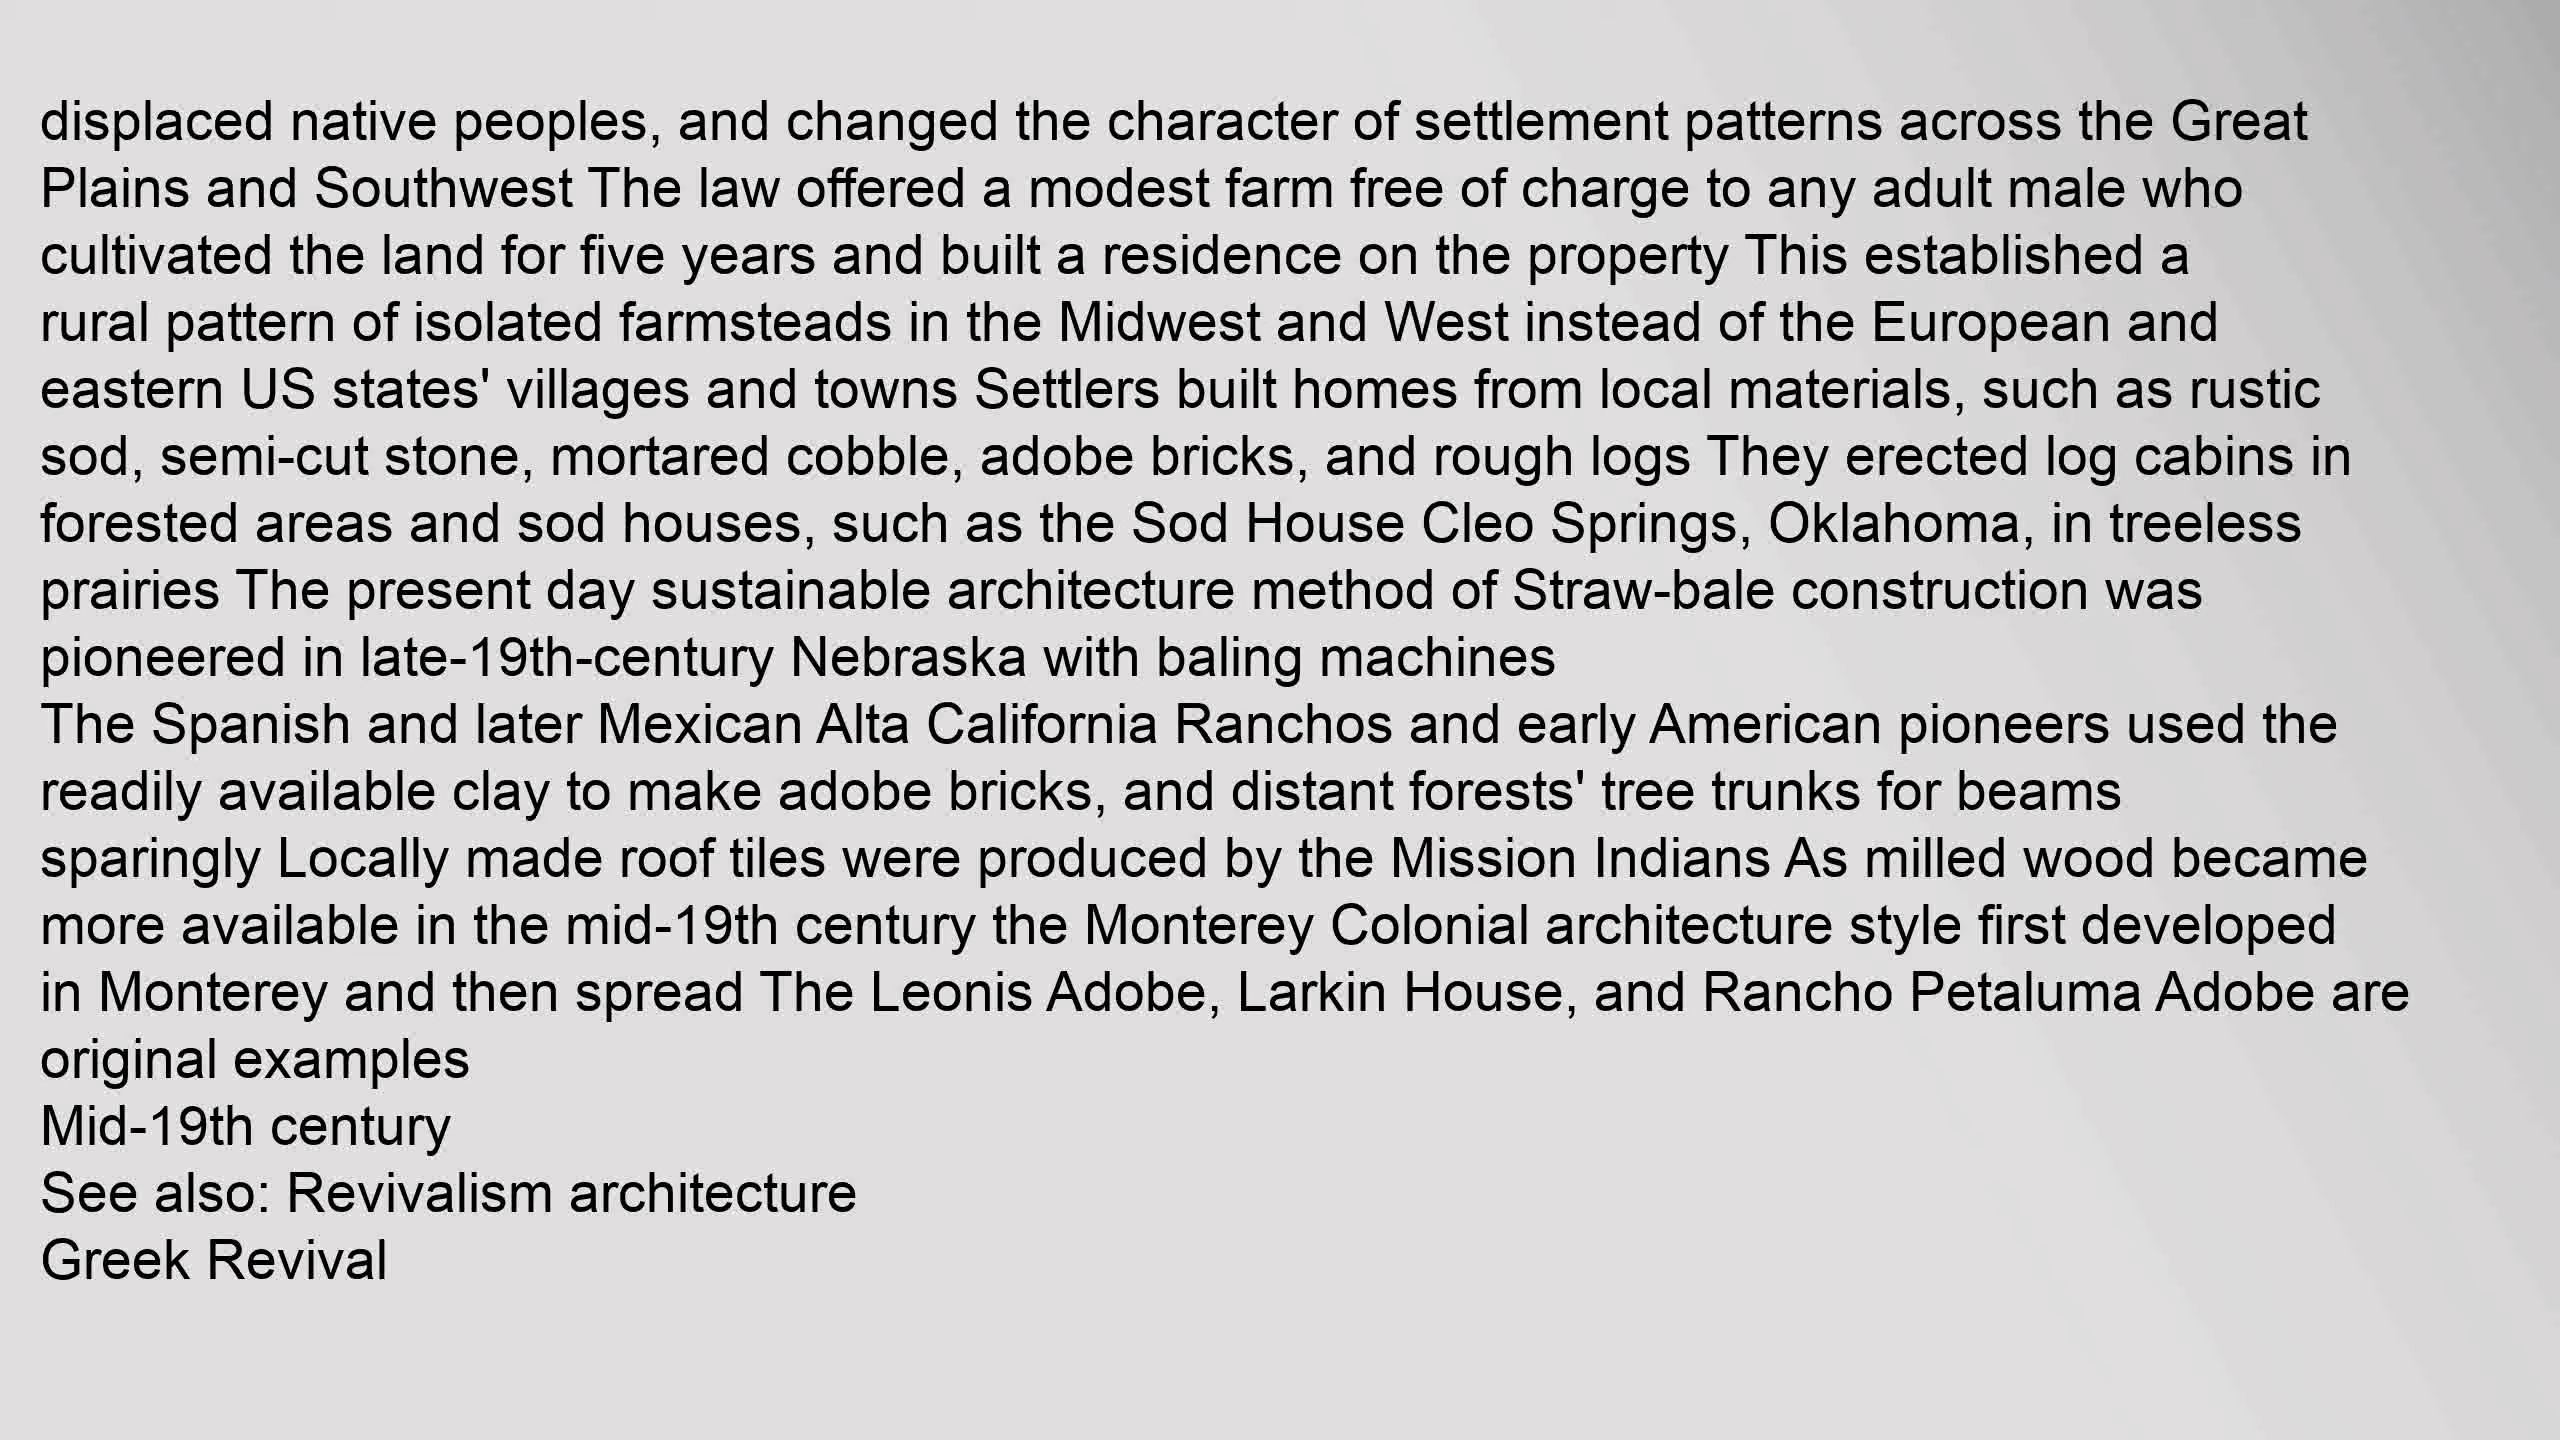 displaced native peoples, and changed the character of settlement patterns across the Great
Plains and Southwest The law offered a modest farm free of charge to any adult male who
cultivated the land for five years and built a residence on the property This established a
rural pattern of isolated farmsteads in the Midwest and West instead of the European and
eastern US states' villages and towns Settlers built homes from local materials, such as rustic
sod, semi-cut stone, mortared cobble, adobe bricks, and rough logs They erected log cabins in
forested areas and sod houses, such as the Sod House Cleo Springs, Oklahoma, in treeless
prairies The present day sustainable architecture method of Straw-bale construction was
pioneered in late-19th-century Nebraska with baling machines
The Spanish and later Mexican Alta California Ranchos and early American pioneers used the
readily available clay to make adobe bricks, and distant forests' tree trunks for beams
sparingly Locally made roof tiles were produced by the Mission Indians As milled wood became
more available in the mid-19th century the Monterey Colonial architecture style first developed
in Monterey and then spread The Leonis Adobe, Larkin House, and Rancho Petaluma Adobe are
original examples
Mid-19th century
See also: Revivalism architecture
Greek Revival